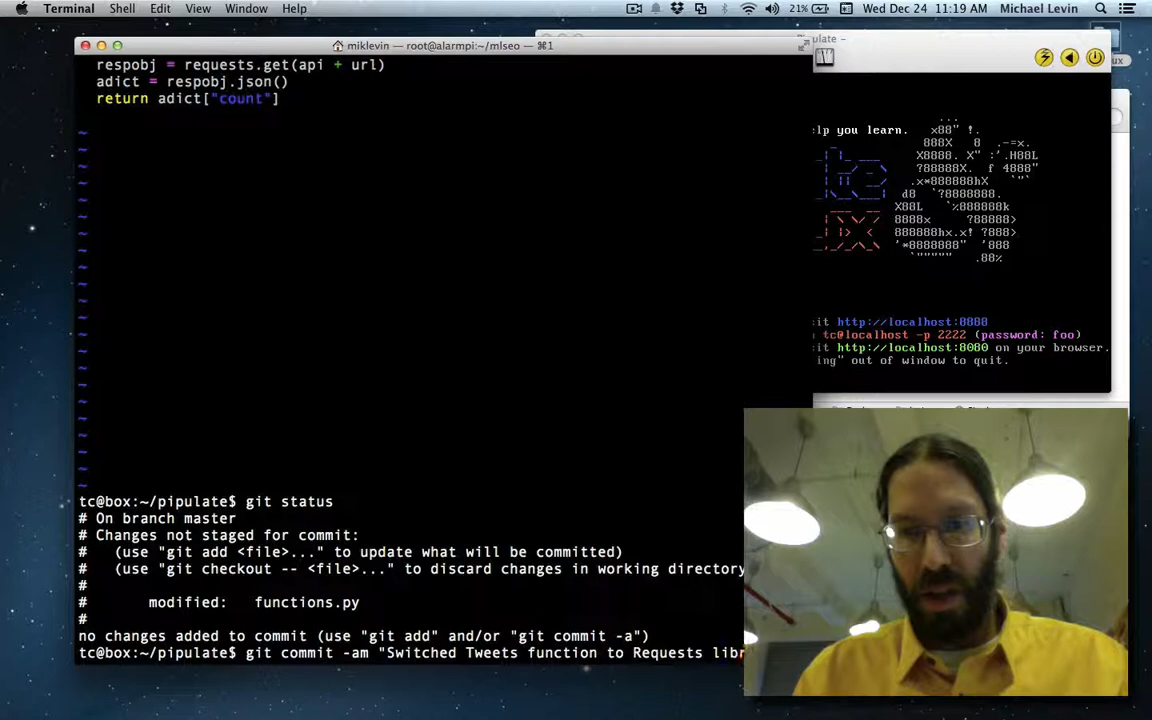 Terminal Shell Edit View Window Help 21% Wed Dec 24 11:19 AM Michael Levin
miklevin — root@alarmpi:~/mlseo — ⌘1
respobj = requests.get(api + url)
adict = respobj.json()
return adict["count"]
elp you learn.
sit http://localhost:8888
tc@localhost -p 2222 (password: foo)
it http://localhost:8080 on your browser.
ing" out of window to quit.
tc@box:~/pipulate$ git status
# On branch master
# Changes not staged for commit:
#   (use "git add <file>..." to update what will be committed)
#   (use "git checkout -- <file>..." to discard changes in working directory
#
#       modified:   functions.py
#
no changes added to commit (use "git add" and/or "git commit -a")
tc@box:~/pipulate$ git commit -am "Switched Tweets function to Requests libr